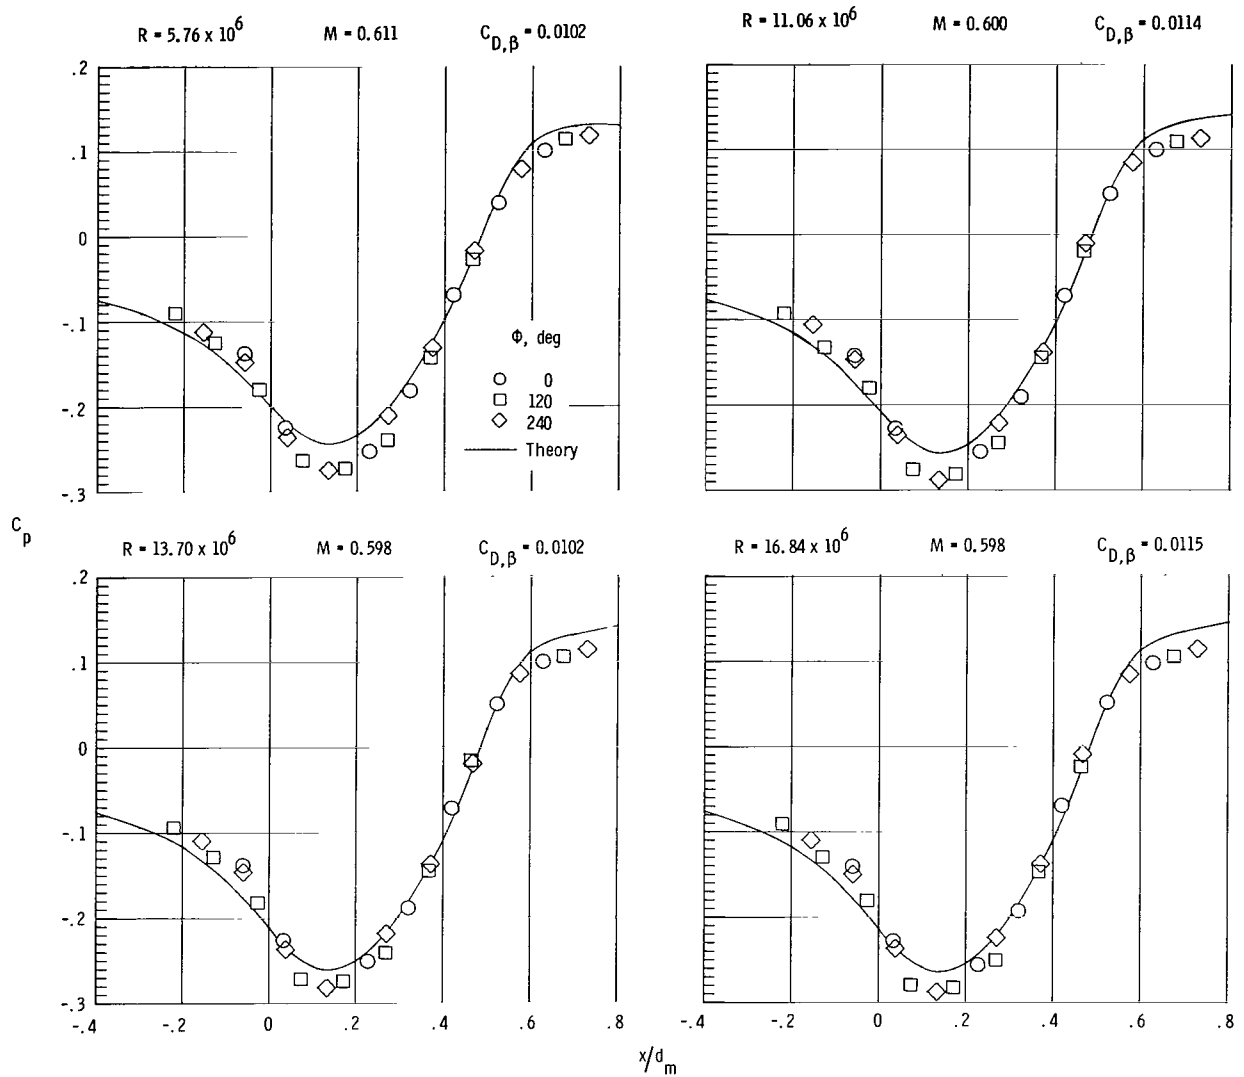 R = 5.76 x 10^6 M = 0.611 C_D,β = 0.0102
R = 11.06 x 10^6 M = 0.600 C_D,β = 0.0114
.2
.1
0
-.1
-.2
-.3
Φ, deg
0
120
240
Theory
C_p
R = 13.70 x 10^6 M = 0.598 C_D,β = 0.0102
R = 16.84 x 10^6 M = 0.598 C_D,β = 0.0115
.2
.1
0
-.1
-.2
-.3
-.4 -.2 0 .2 .4 .6 .8
-.4 -.2 0 .2 .4 .6 .8
x/d_m